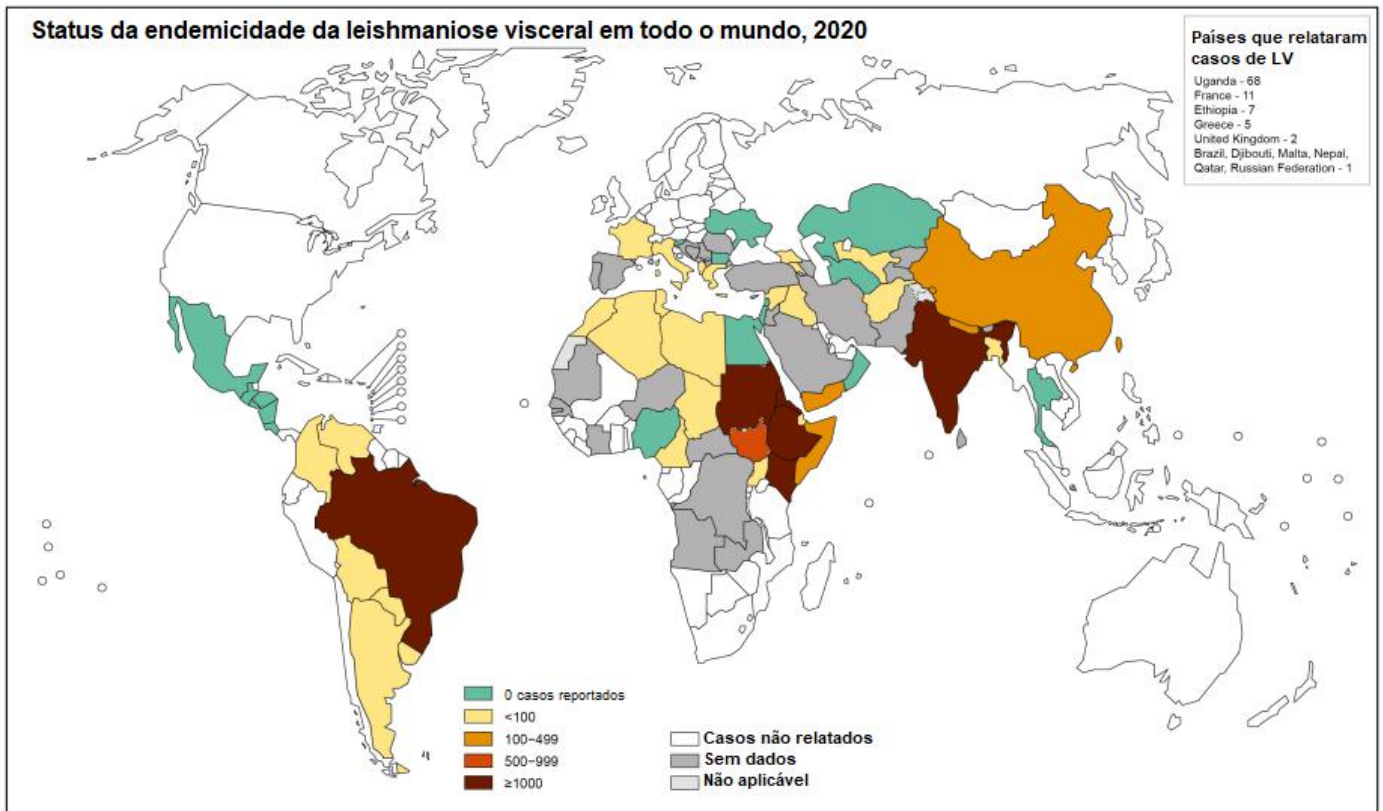 Status da endemicidade da leishmaniose visceral em todo o mundo, 2020
Países que relataram
casos de LV
Uganda - 68
France - 11
Ethiopia - 7
Greece - 5
United Kingdom - 2
Brazil, Djibouti, Malta, Nepal,
Qatar, Russian Federation - 1
0 casos reportados
<100
100–499
500–999
≥1000
Casos não relatados
Sem dados
Não aplicável